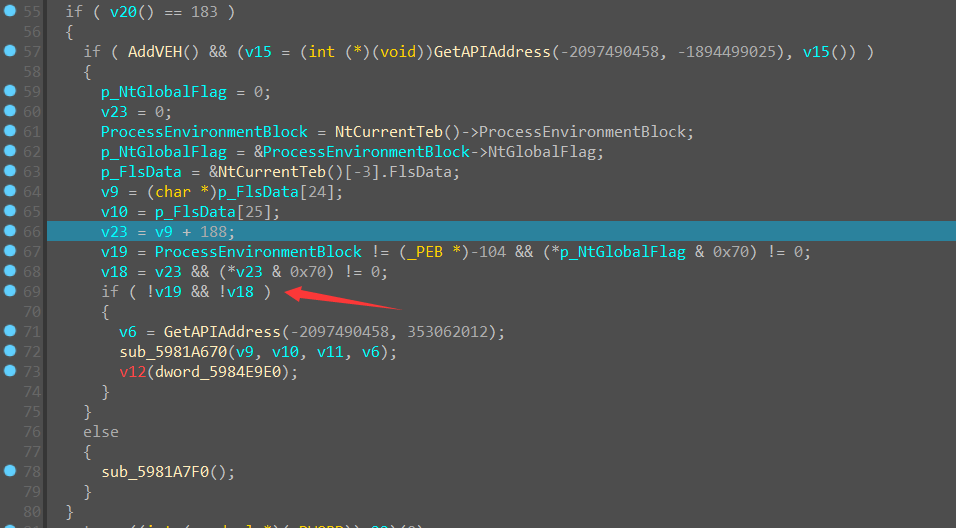 55 if ( v20() == 183 )
56 {
57 if ( AddVEH() && (v15 = (int (*)(void))GetAPIAddress(-2097490458, -1894499025), v15()) )
58 {
59 p_NtGlobalFlag = 0;
60 v23 = 0;
61 ProcessEnvironmentBlock = NtCurrentTeb()->ProcessEnvironmentBlock;
62 p_NtGlobalFlag = &ProcessEnvironmentBlock->NtGlobalFlag;
63 p_FlsData = &NtCurrentTeb()[-3].FlsData;
64 v9 = (char *)p_FlsData[24];
65 v10 = p_FlsData[25];
66 v23 = v9 + 188;
67 v19 = ProcessEnvironmentBlock != (_PEB *)-104 && (*p_NtGlobalFlag & 0x70) != 0;
68 v18 = v23 && (*v23 & 0x70) != 0;
69 if ( !v19 && !v18 )
70 {
71 v6 = GetAPIAddress(-2097490458, 353062012);
72 sub_5981A670(v9, v10, v11, v6);
73 v12(dword_5984E9E0);
74 }
75 }
76 else
77 {
78 sub_5981A7F0();
79 }
80 }